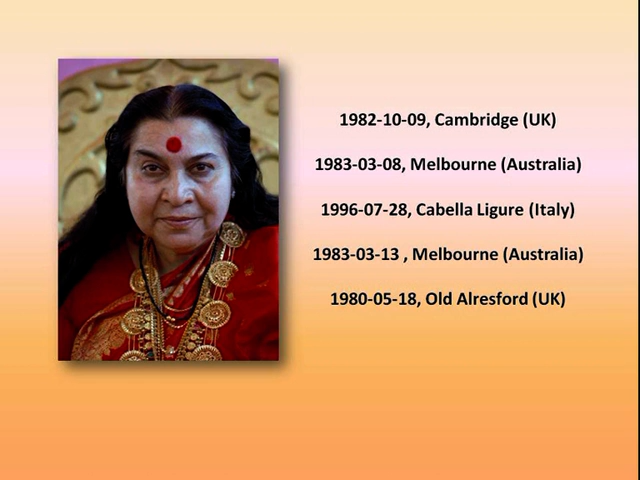 1982-10-09, Cambridge (UK)
1983-03-08, Melbourne (Australia)
1996-07-28, Cabella Ligure (Italy)
1983-03-13 , Melbourne (Australia)
1980-05-18, Old Alresford (UK)